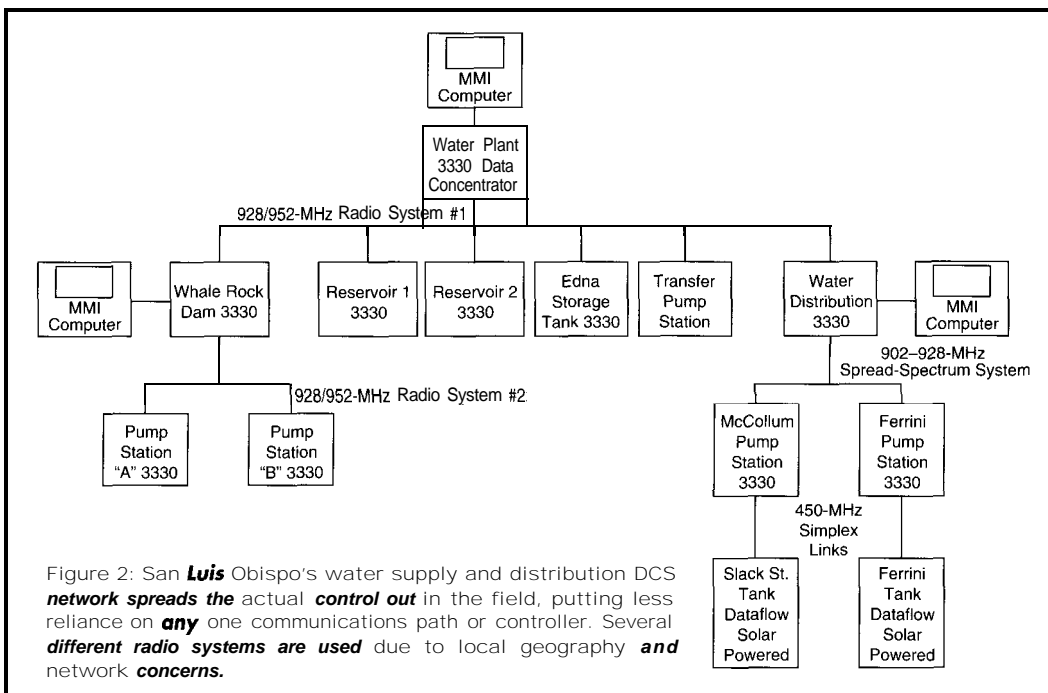 MMI
Computer
Water Plant
3330 Data
Concentrator
928/952-MHz Radio System #1
MMI
Computer
Whale Rock
Dam 3330
Reservoir 1
3330
Reservoir 2
3330
Edna
Storage
Tank 3330
Transfer
Pump
Station
Water
Distribution
3330
MMI
Computer
902–928-MHz
Spread-Spectrum System
928/952-MHz Radio System #2
Pump
Station
"A" 3330
Pump
Station
"B" 3330
McCollum
Pump
Station
3330
Ferrini
Pump
Station
3330
450-MHz
Simplex
Links
Slack St.
Tank
Dataflow
Solar
Powered
Ferrini
Tank
Dataflow
Solar
Powered
Figure 2: San Luis Obispo's water supply and distribution DCS
network spreads the actual control out in the field, putting less
reliance on any one communications path or controller. Several
different radio systems are used due to local geography and
network concerns.